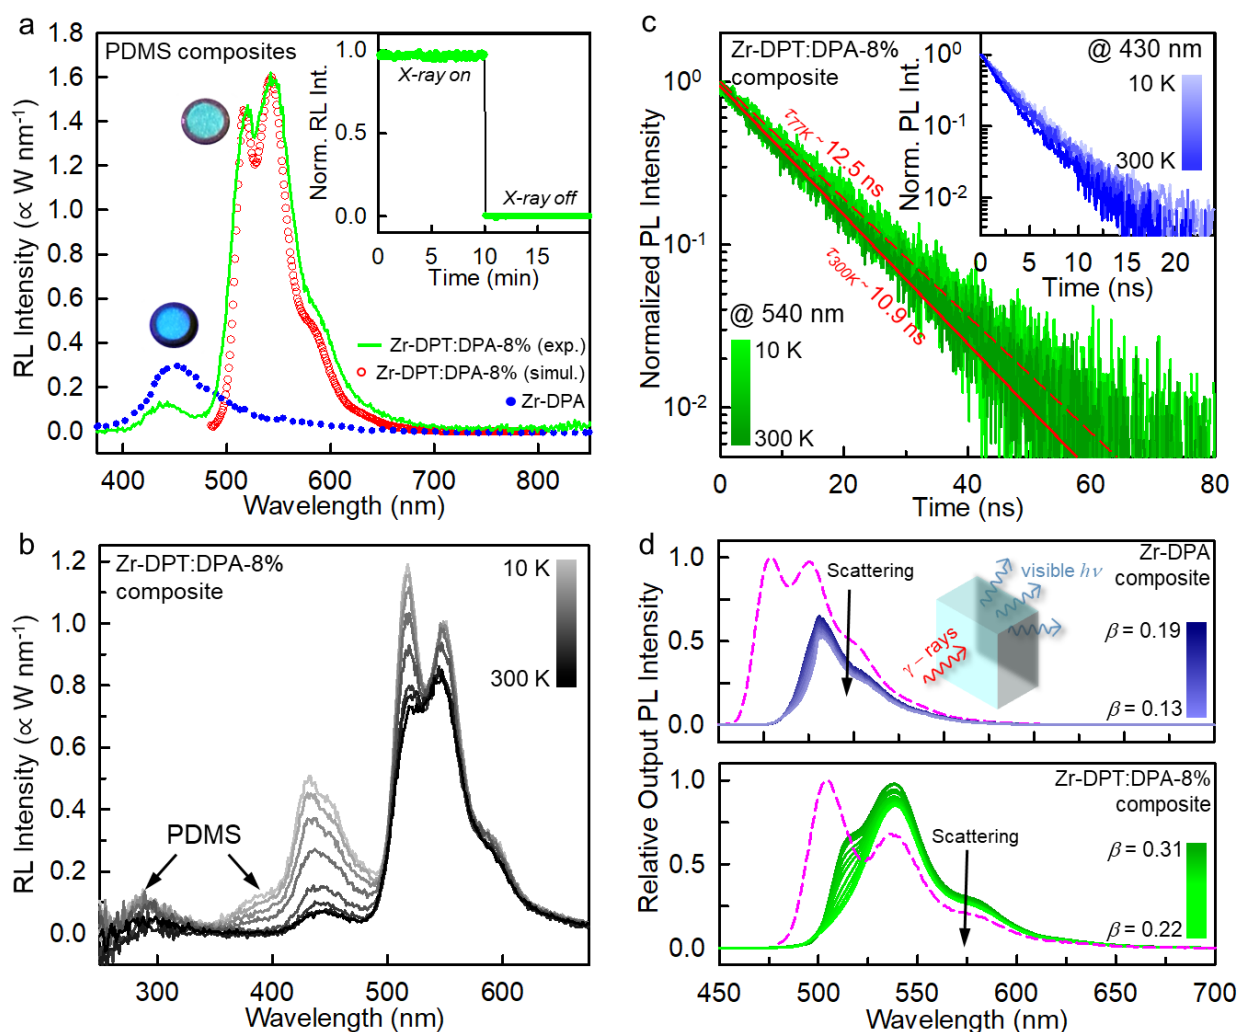 a
PDMS composites
RL Intensity (∝ W nm⁻¹)
1.8
1.6
1.4
1.2
1.0
0.8
0.6
0.4
0.2
0.0
400 500 600 700 800
Wavelength (nm)
Zr-DPT:DPA-8% (exp.)
Zr-DPT:DPA-8% (simul.)
Zr-DPA
Norm. RL Int.
1.0
0.5
0.0
X-ray on
X-ray off
0 5 10 15
Time (min)
b
Zr-DPT:DPA-8%
composite
10 K
300 K
RL Intensity (∝ W nm⁻¹)
1.2
1.0
0.8
0.6
0.4
0.2
0.0
PDMS
300 400 500 600
Wavelength (nm)
c
Zr-DPT:DPA-8%
composite
Normalized PL Intensity
10⁰
10⁻¹
10⁻²
τ77K ~ 12.5 ns
τ300K ~ 10.9 ns
@ 540 nm
10 K
300 K
0 20 40 60 80
Time (ns)
Norm. PL Int.
10⁰
10⁻¹
10⁻²
@ 430 nm
10 K
300 K
0 5 10 15 20
Time (ns)
d
Relative Output PL Intensity
1.0
0.5
0.0
Scattering
γ – rays
visible hν
Zr-DPA
composite
β = 0.19
β = 0.13
1.0
0.5
0.0
Scattering
Zr-DPT:DPA-8%
composite
β = 0.31
β = 0.22
450 500 550 600 650 700
Wavelength (nm)